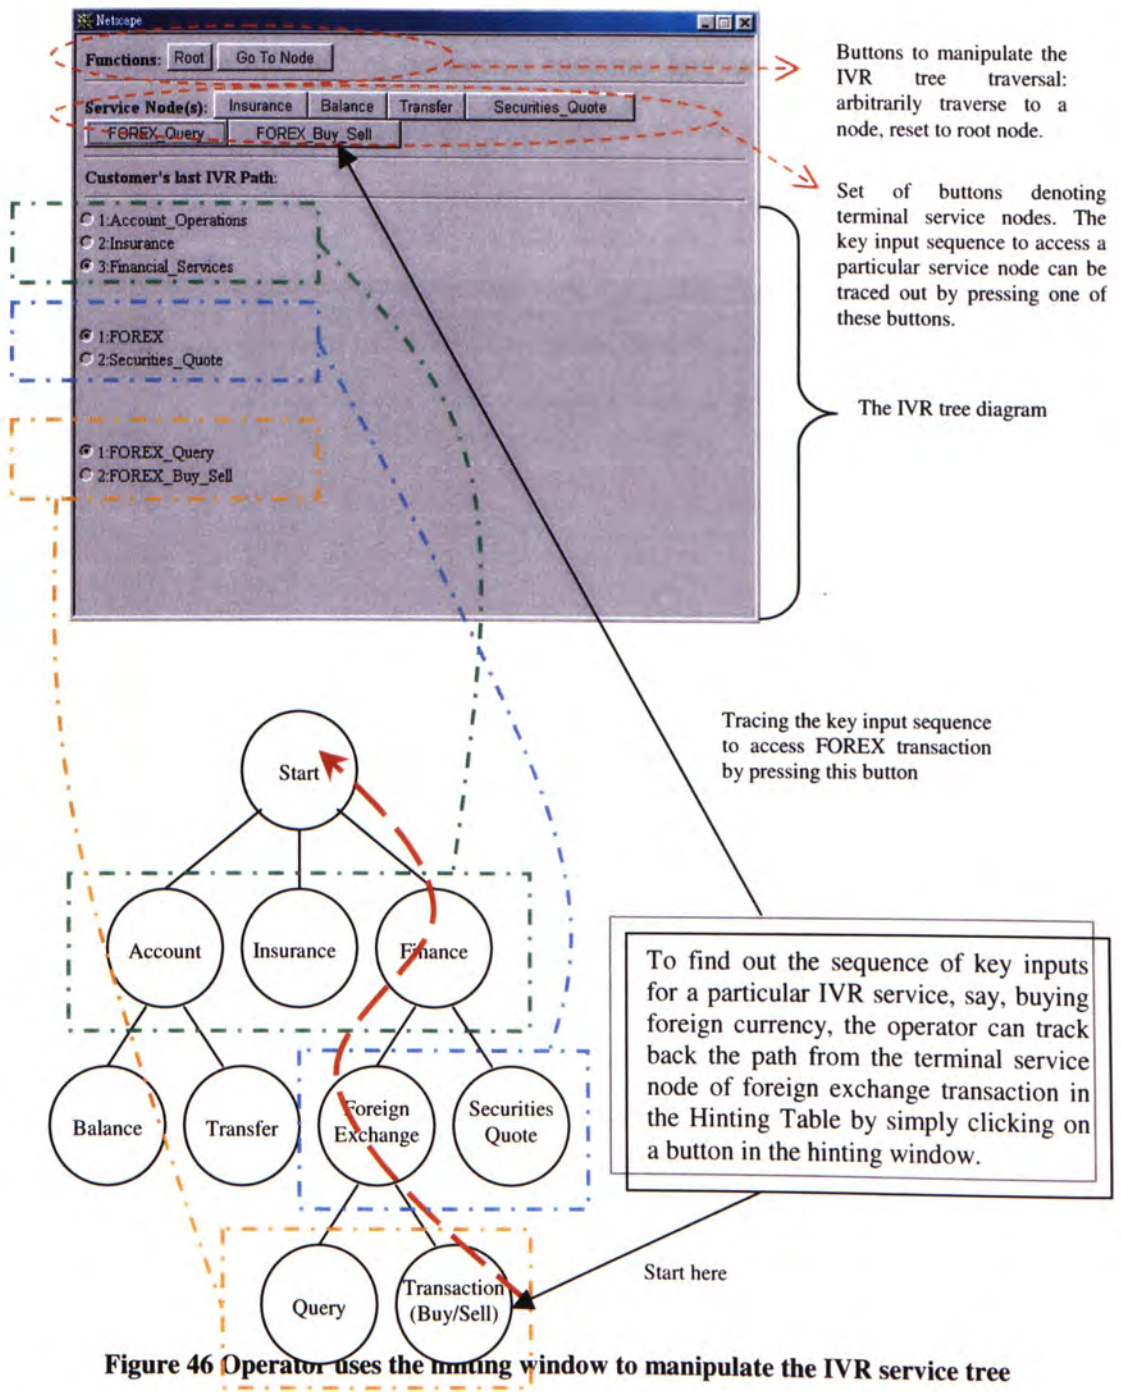 Netscape
Functions: Root Go To Node
Service Node(s): Insurance Balance Transfer Securities_Quote
FOREX_Query FOREX_Buy_Sell
Customer's last IVR Path:
1:Account_Operations
2:Insurance
3:Financial_Services
1:FOREX
2:Securities_Quote
1:FOREX_Query
2:FOREX_Buy_Sell
Buttons to manipulate the
IVR tree traversal:
arbitrarily traverse to a
node, reset to root node.
Set of buttons denoting
terminal service nodes. The
key input sequence to access a
particular service node can be
traced out by pressing one of
these buttons.
The IVR tree diagram
Tracing the key input sequence
to access FOREX transaction
by pressing this button
Start
Account
Insurance
Finance
Balance
Transfer
Foreign
Exchange
Securities
Quote
Query
Transaction
(Buy/Sell)
To find out the sequence of key inputs
for a particular IVR service, say, buying
foreign currency, the operator can track
back the path from the terminal service
node of foreign exchange transaction in
the Hinting Table by simply clicking on
a button in the hinting window.
Start here
Figure 46 Operator uses the hinting window to manipulate the IVR service tree